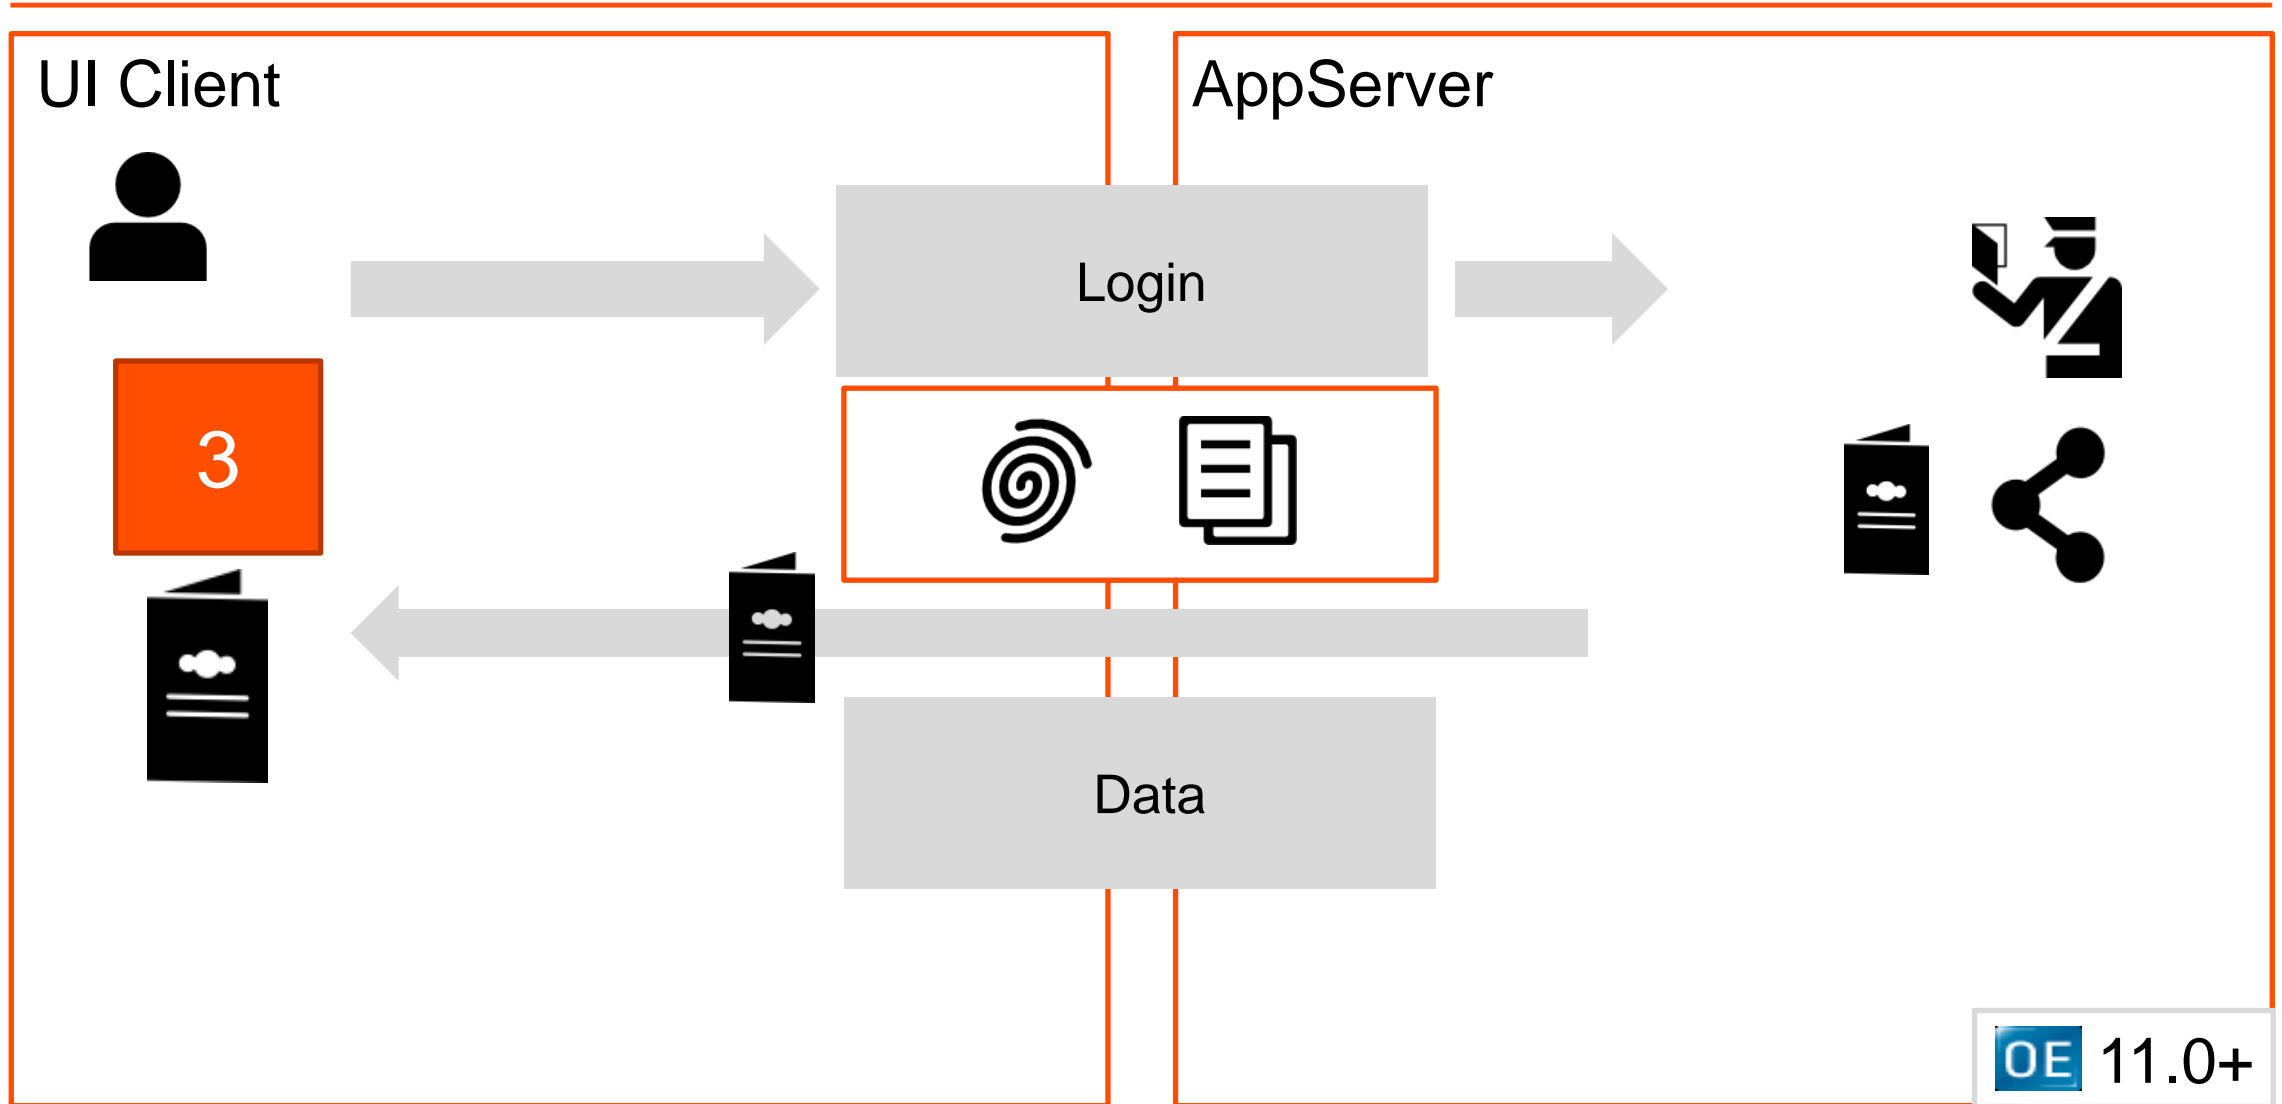 UI Client
AppServer
Login
3
Data
OE 11.0+